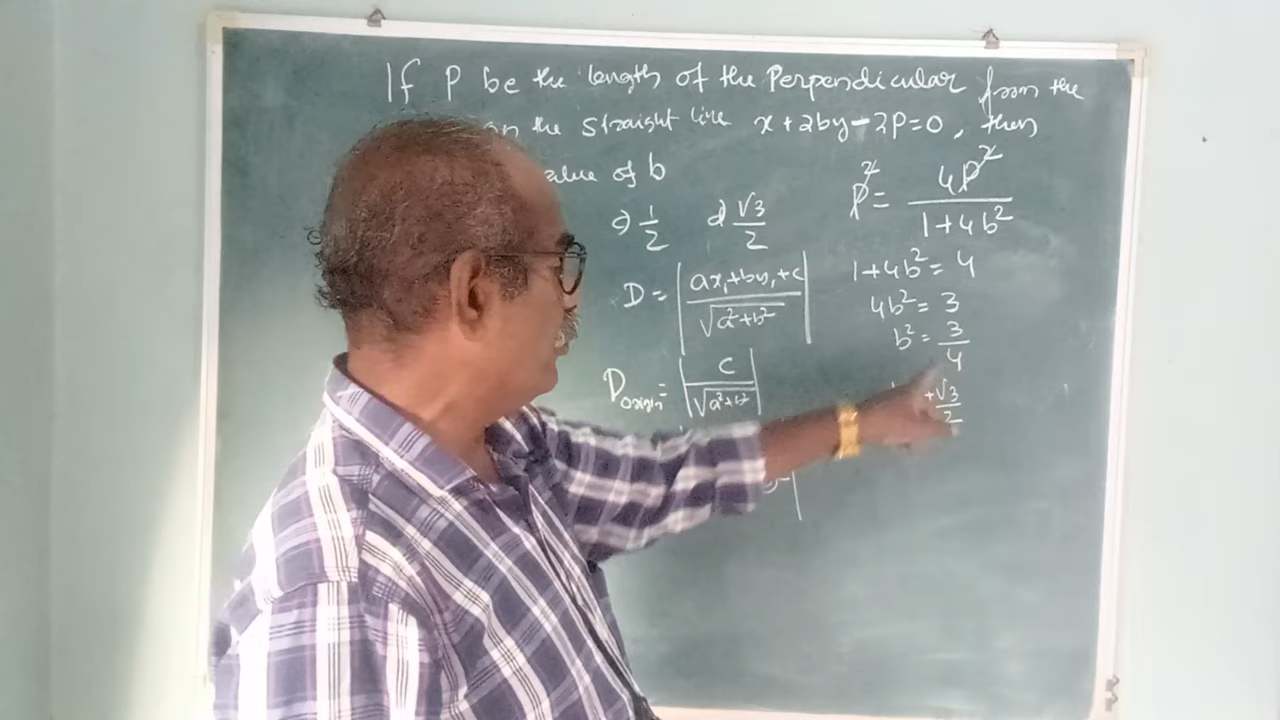 If P be the length of the Perpendicular from the
on the straight line x+2by-2P=0, then
value of b
c) 1/2 d) √3/2
P² = 4P²/(1+4b²)
1+4b² = 4
4b² = 3
b² = 3/4
+√3/2
D = |(ax₁+by₁+c)/√(a²+b²)|
D origin = |c/√(a²+b²)|